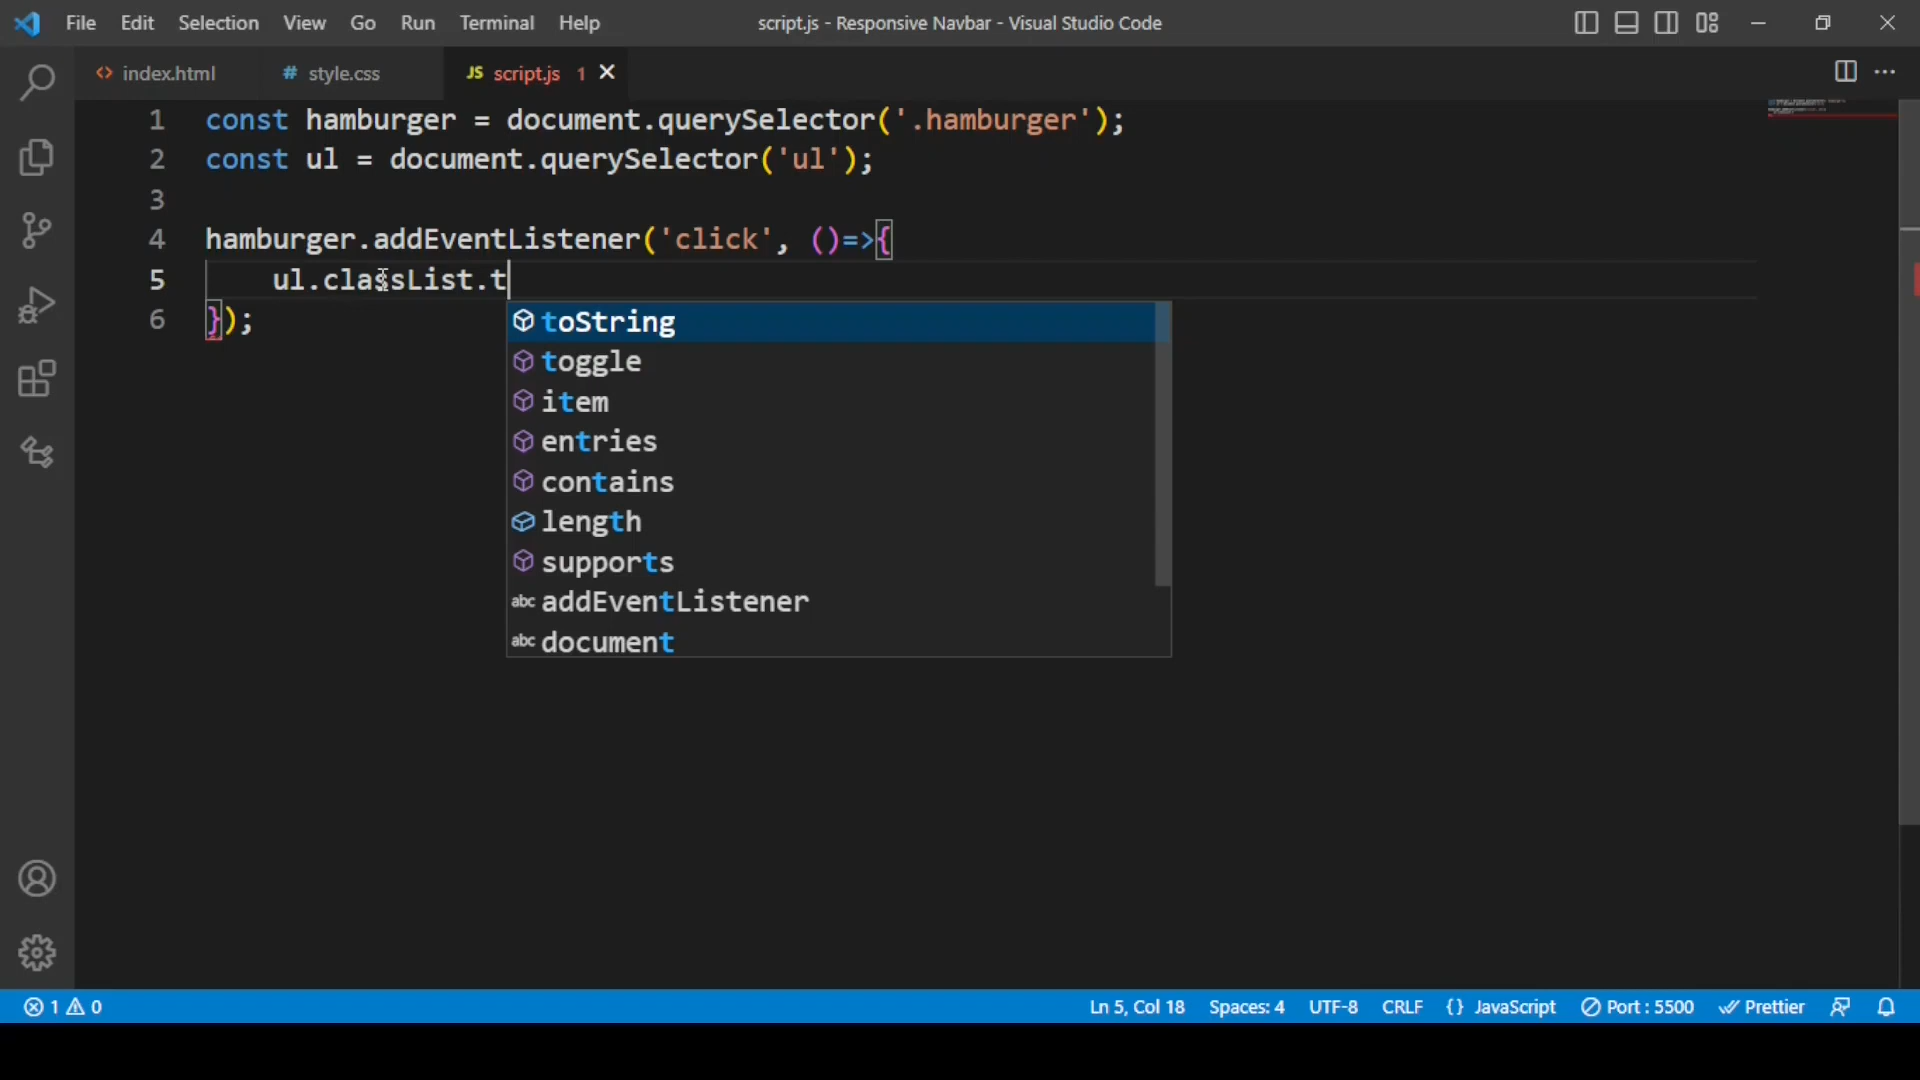 File Edit Selection View Go Run Terminal Help script.js - Responsive Navbar - Visual Studio Code
<> index.html # style.css JS script.js 1
1 const hamburger = document.querySelector('.hamburger');
2 const ul = document.querySelector('ul');
3
4 hamburger.addEventListener('click', ()=>{
5 ul.classList.t
6 });
toString
toggle
item
entries
contains
length
supports
abc addEventListener
abc document
1 0 Ln 5, Col 18 Spaces: 4 UTF-8 CRLF {} JavaScript Port : 5500 Prettier